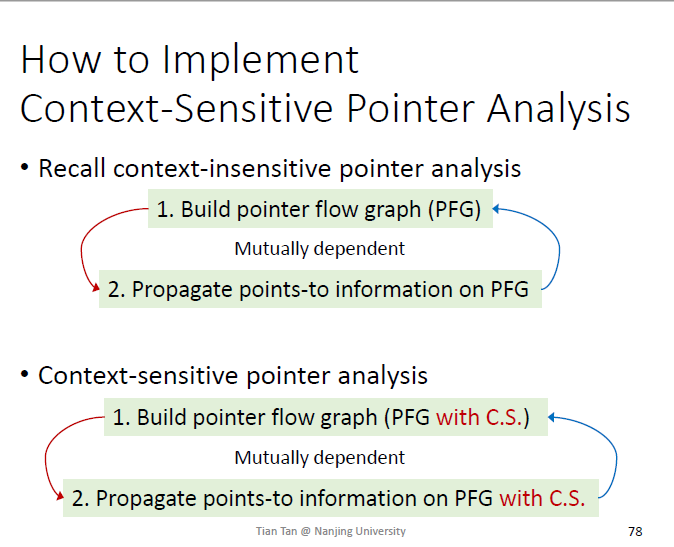 How to Implement
Context-Sensitive Pointer Analysis
• Recall context-insensitive pointer analysis
1. Build pointer flow graph (PFG)
Mutually dependent
2. Propagate points-to information on PFG
• Context-sensitive pointer analysis
1. Build pointer flow graph (PFG with C.S.)
Mutually dependent
2. Propagate points-to information on PFG with C.S.
Tian Tan @ Nanjing University
78